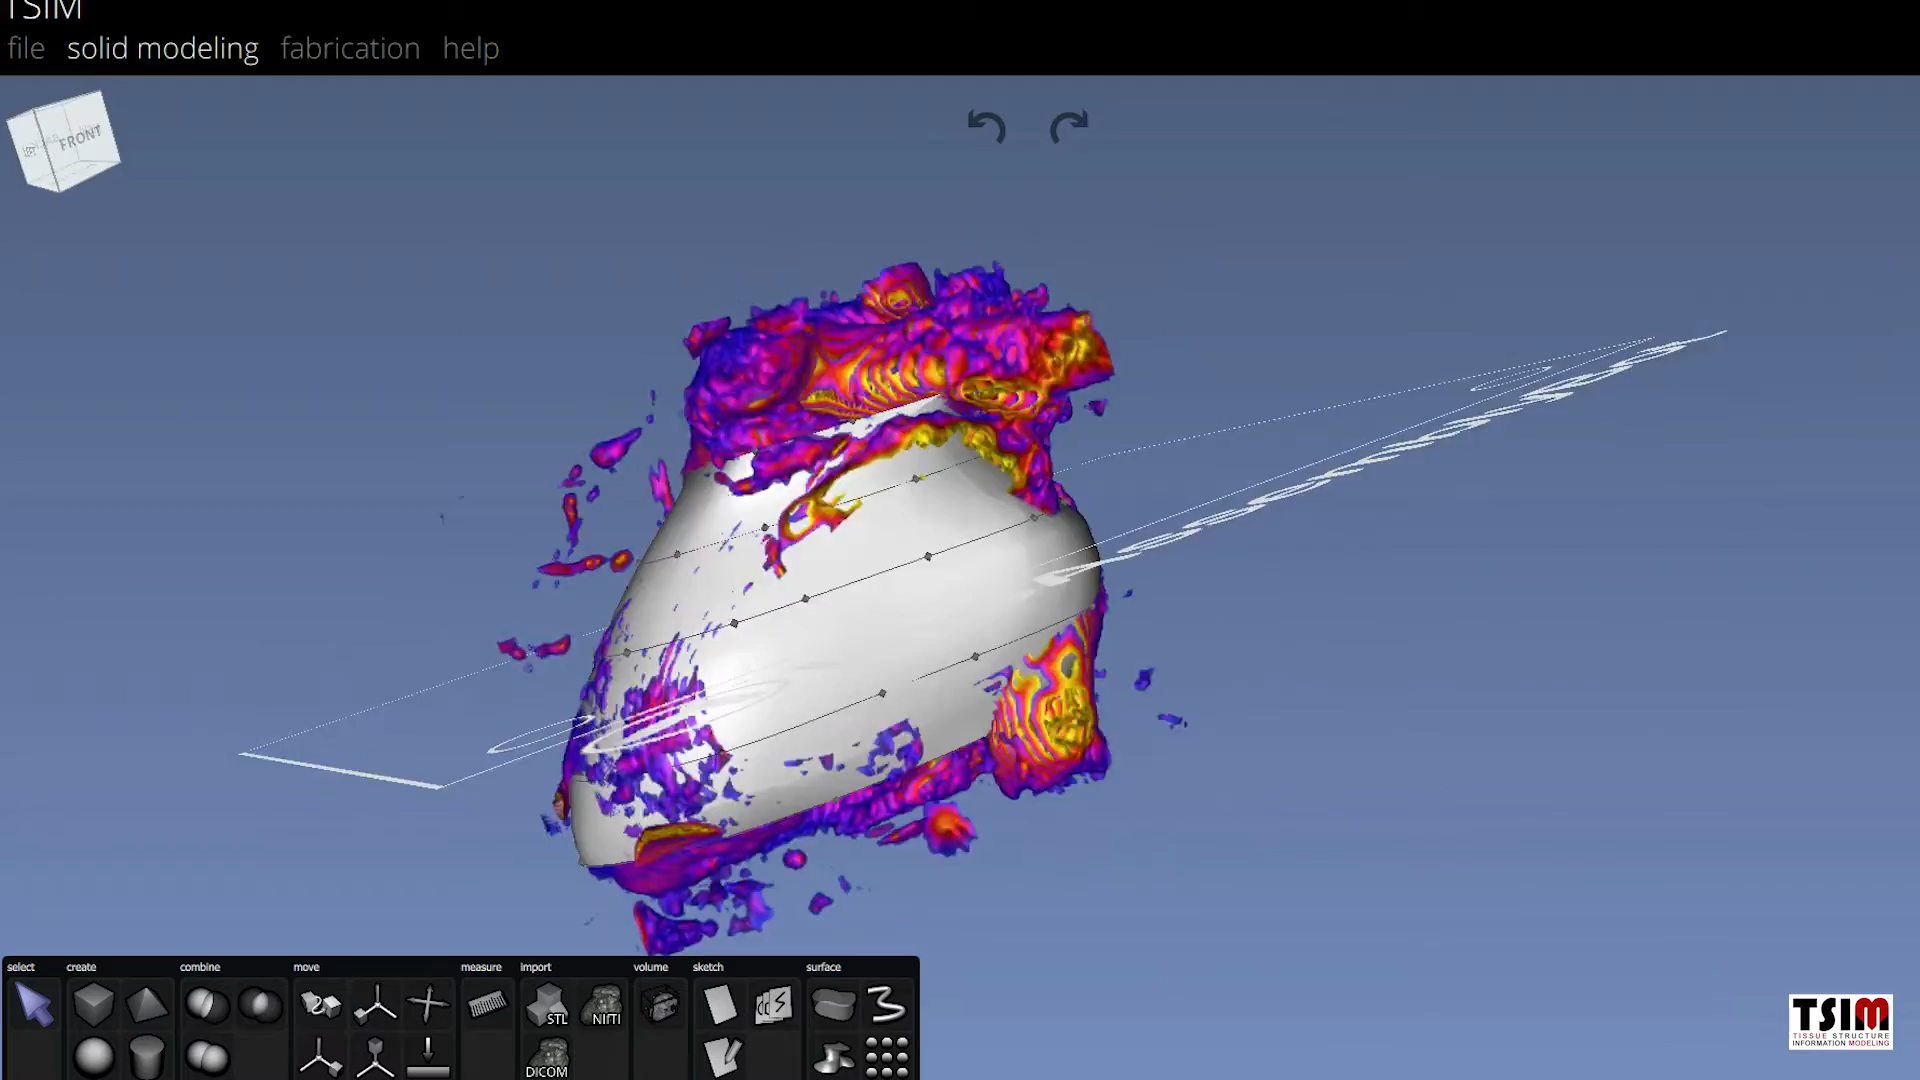 TSIM
file solid modeling fabrication help
FRONT
select create combine move measure import volume sketch surface
STL NIfTI
DICOM
TSIM
TISSUE STRUCTURE
INFORMATION MODELING